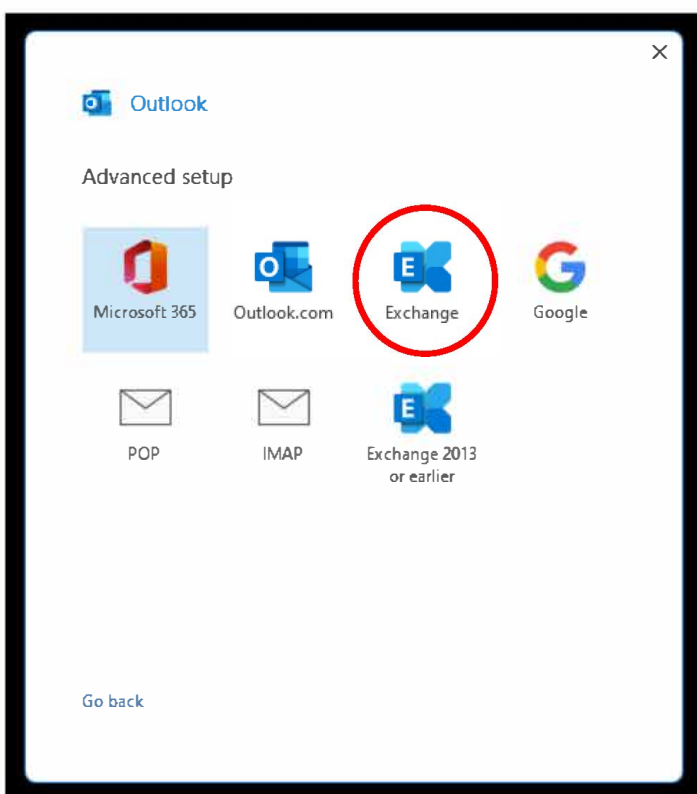 Outlook
Advanced setup
Microsoft 365
Outlook.com
Exchange
Google
POP
IMAP
Exchange 2013
or earlier
Go back